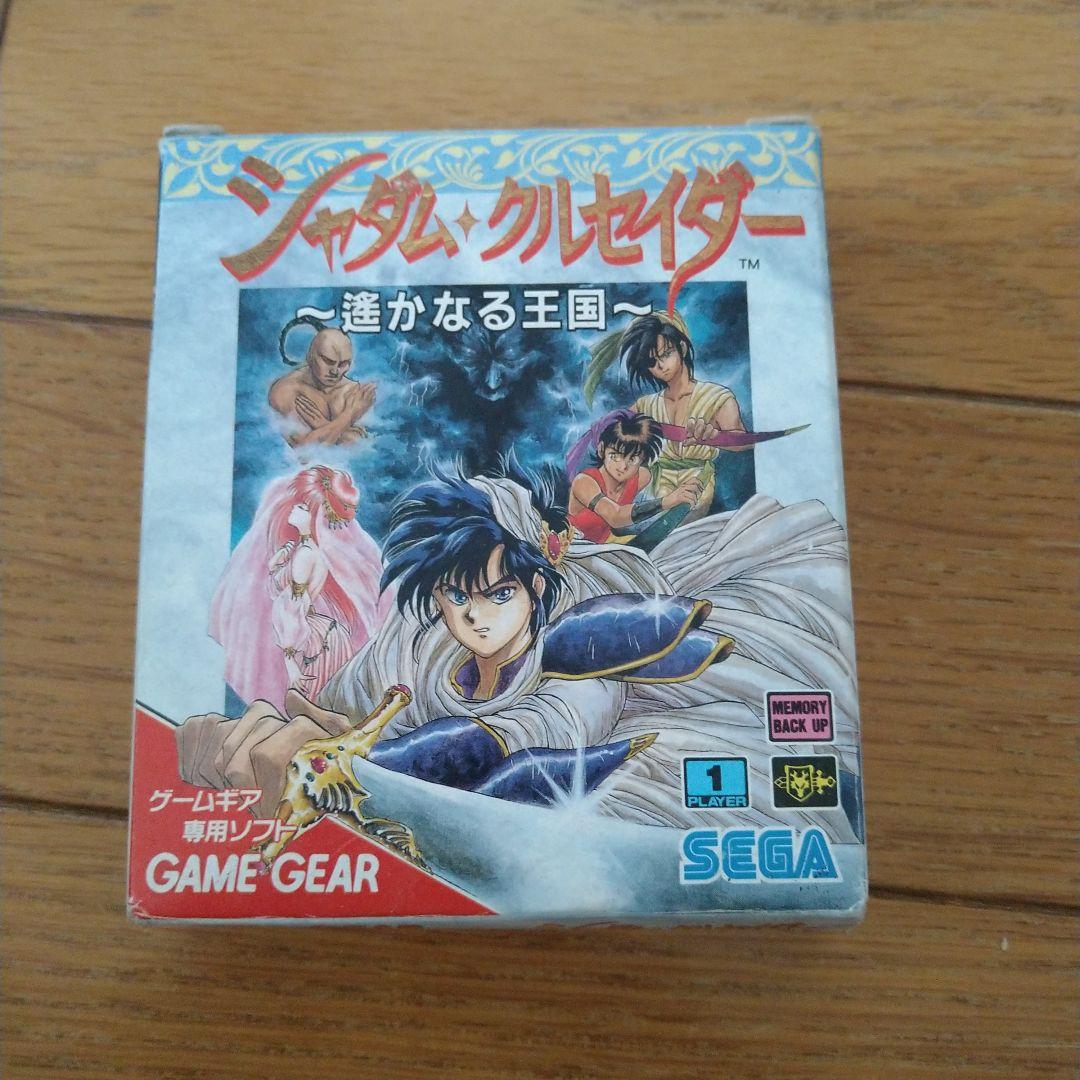 シャダム・クルセイダー
TM
～遙かなる王国～
MEMORY
BACK UP
1
PLAYER
ゲームギア
専用ソフト
GAME GEAR
SEGA